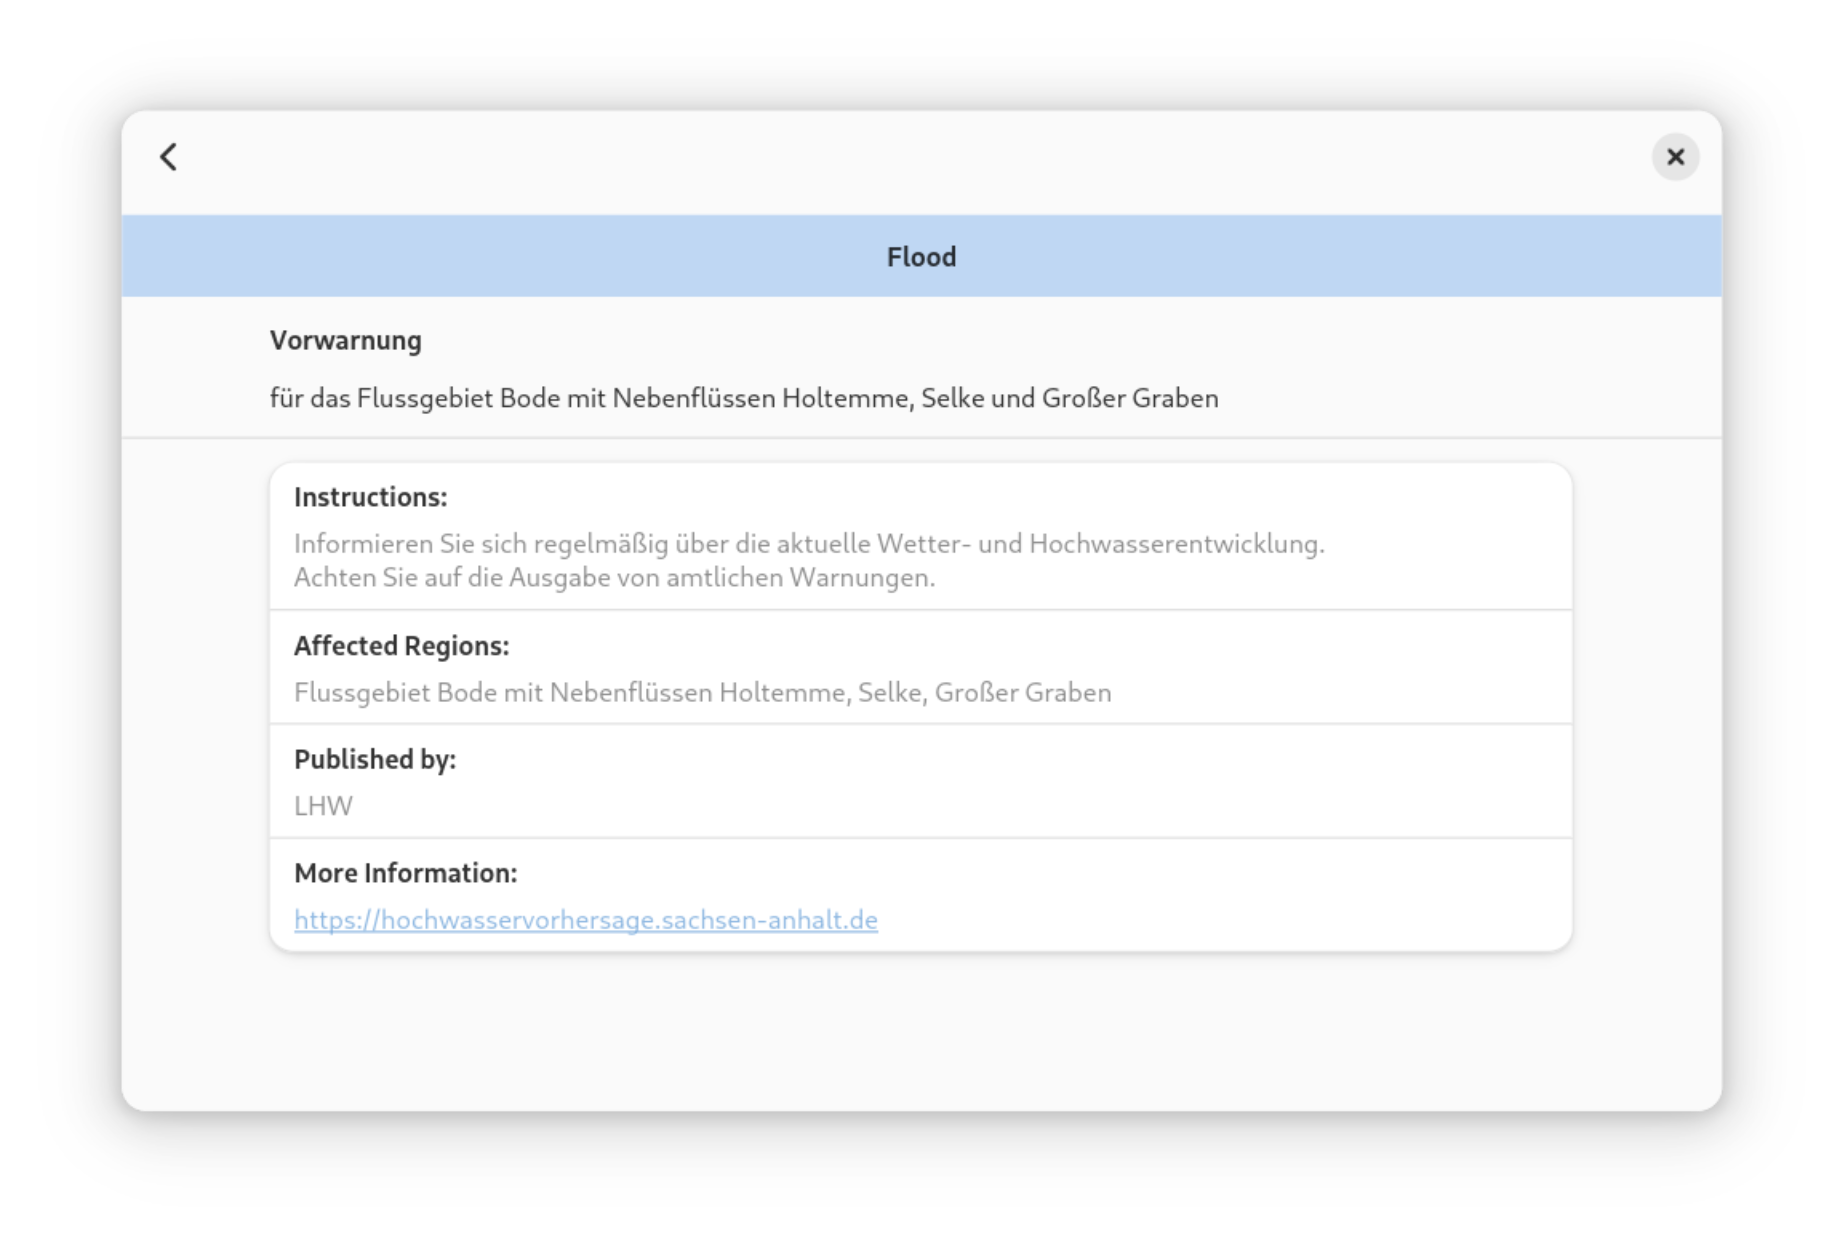 Flood
Vorwarnung
für das Flussgebiet Bode mit Nebenflüssen Holtemme, Selke und Großer Graben
Instructions:
Informieren Sie sich regelmäßig über die aktuelle Wetter- und Hochwasserentwicklung.
Achten Sie auf die Ausgabe von amtlichen Warnungen.
Affected Regions:
Flussgebiet Bode mit Nebenflüssen Holtemme, Selke, Großer Graben
Published by:
LHW
More Information:
https://hochwasservorhersage.sachsen-anhalt.de